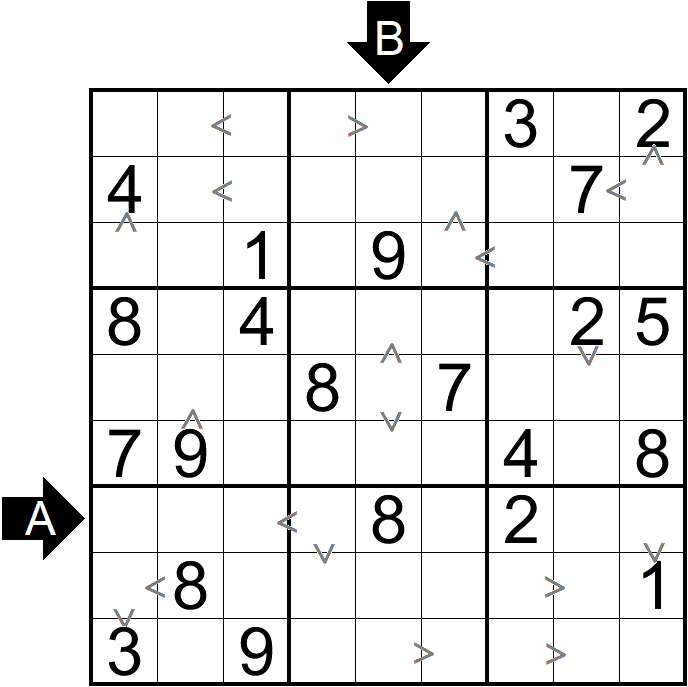 B
< > 3 2
^
4 < 7 <
^ ^
1 9 <
8 4 2 5
^ v
8 7
^ v
7 9 4 8
A < 8 2
v v
< 8 > 1
v
3 9 > >